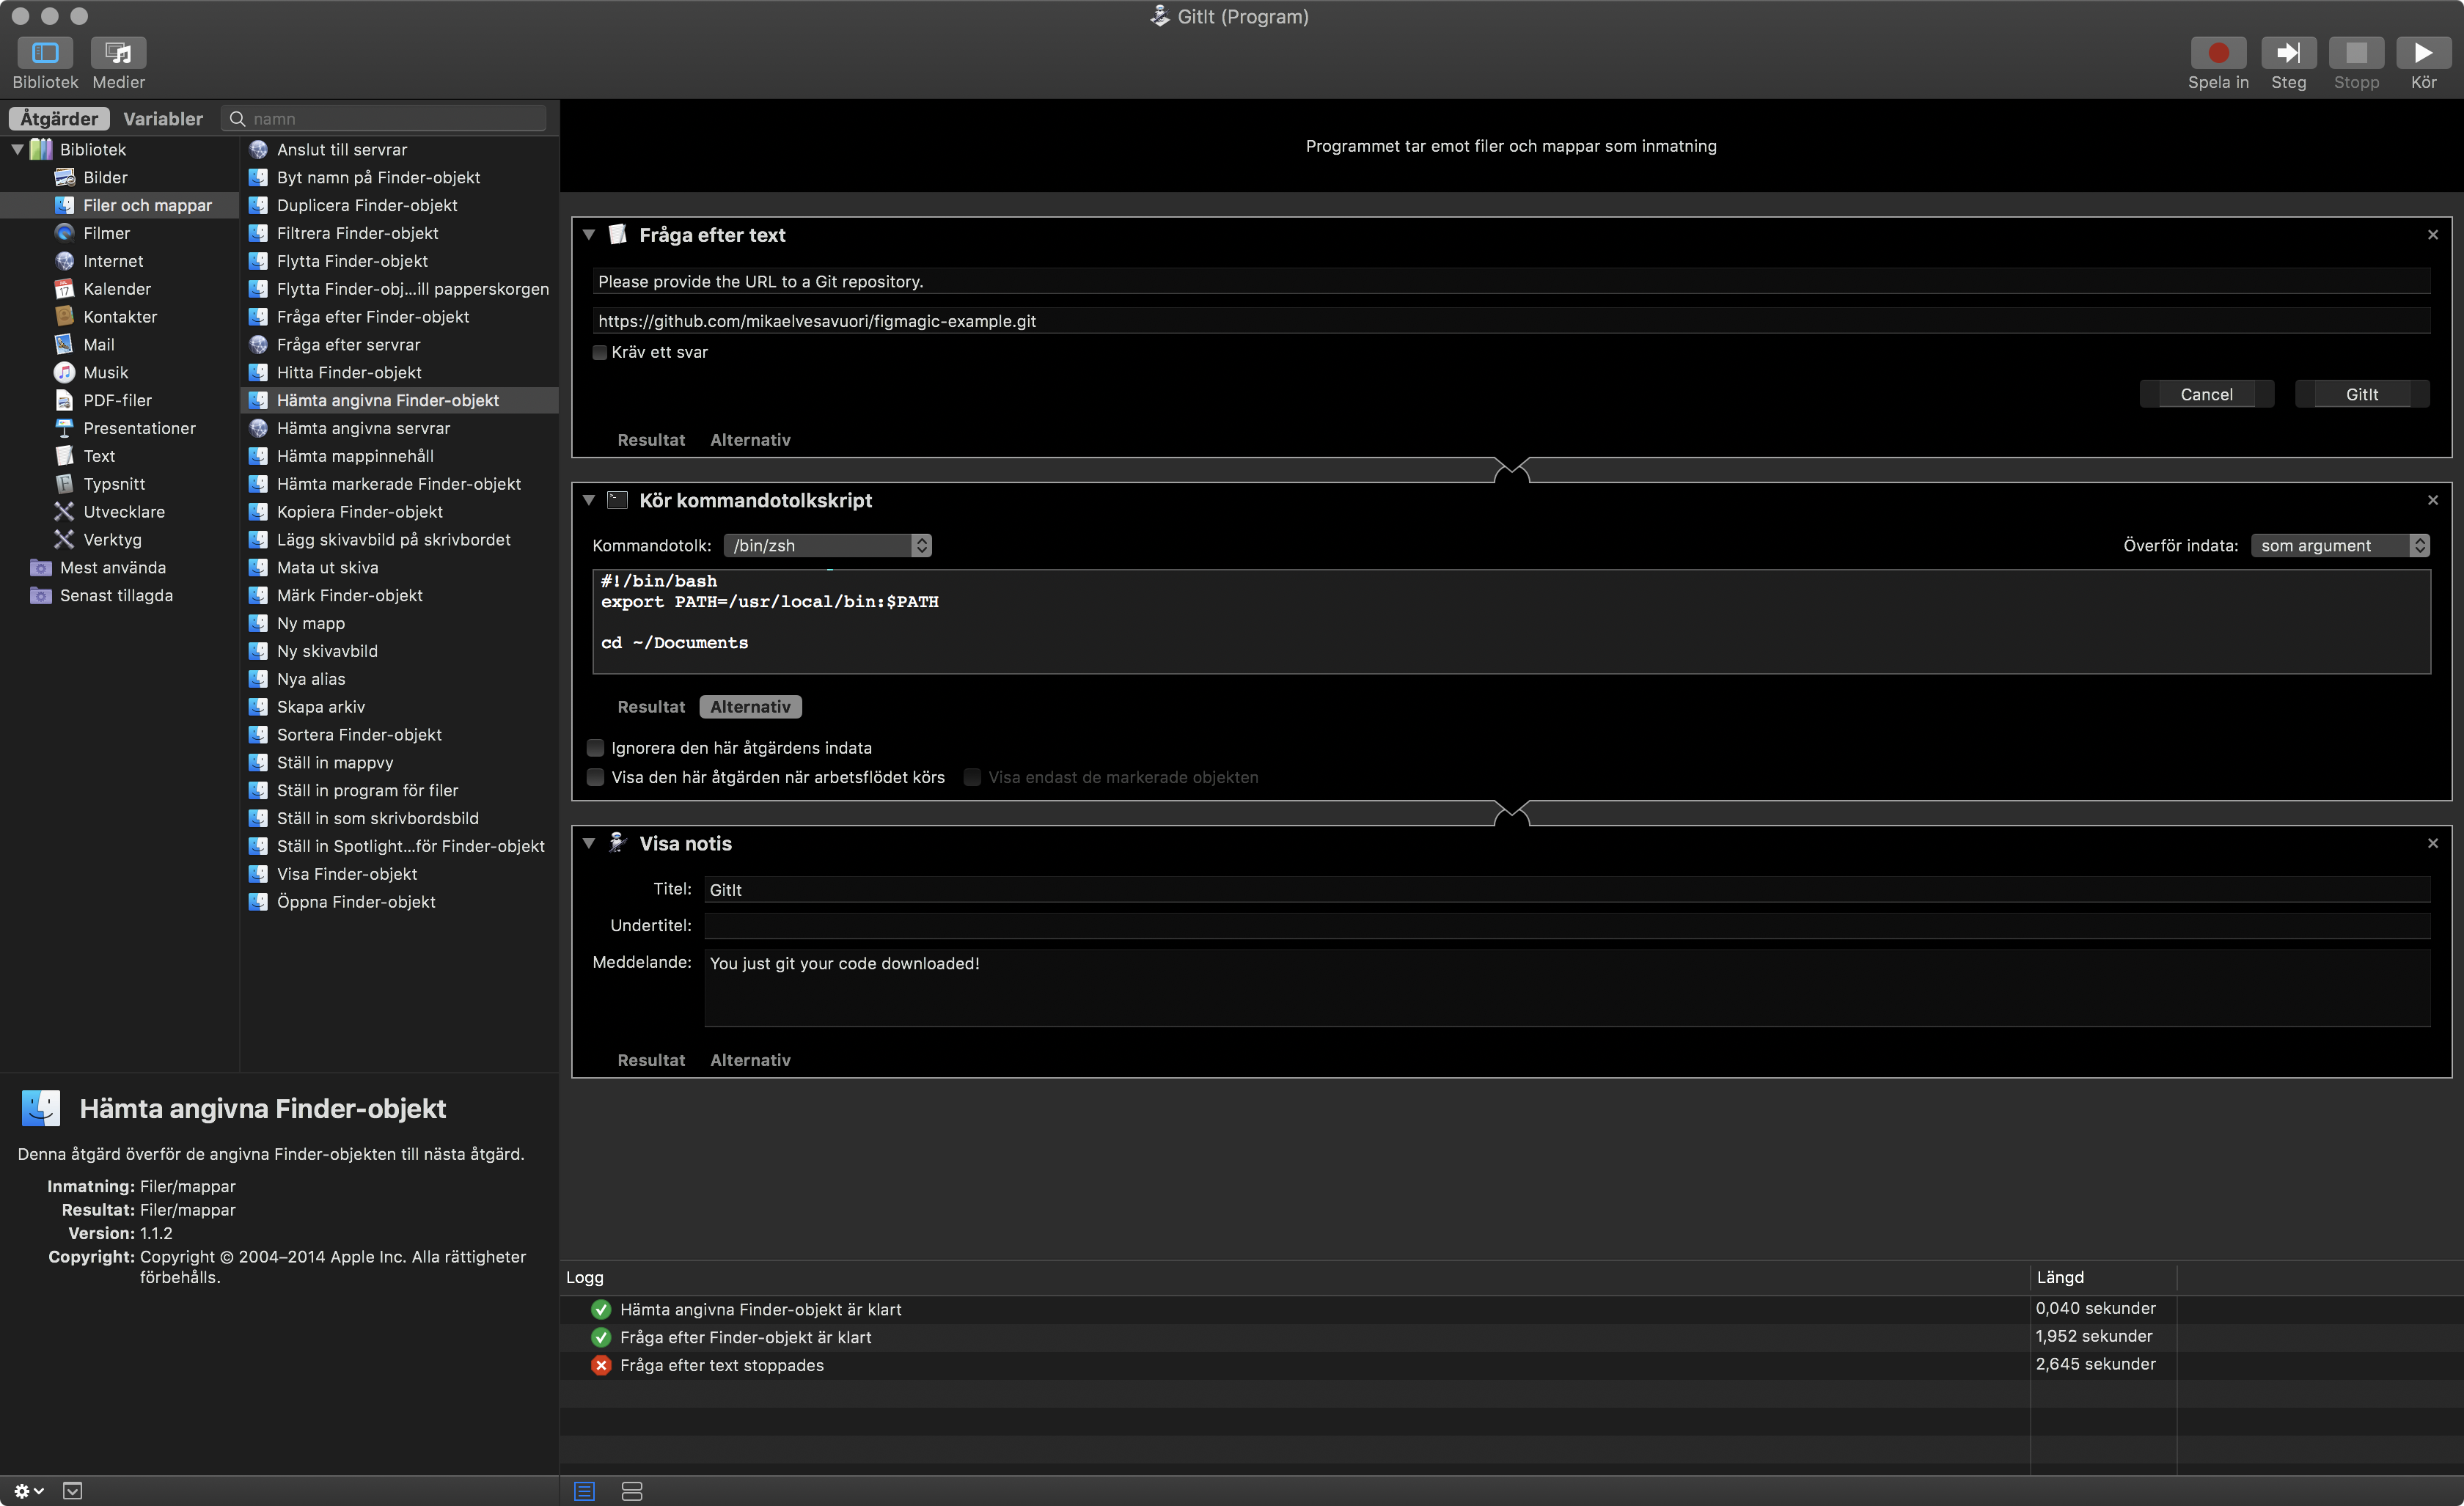 GitIt (Program)
Bibliotek
Medier
Spela in
Steg
Stopp
Kör
Åtgärder
Variabler
namn
Bibliotek
Bilder
Filer och mappar
Filmer
Internet
Kalender
Kontakter
Mail
Musik
PDF-filer
Presentationer
Text
Typsnitt
Utvecklare
Verktyg
Mest använda
Senast tillagda
Anslut till servrar
Byt namn på Finder-objekt
Duplicera Finder-objekt
Filtrera Finder-objekt
Flytta Finder-objekt
Flytta Finder-obj...ill papperskorgen
Fråga efter Finder-objekt
Fråga efter servrar
Hitta Finder-objekt
Hämta angivna Finder-objekt
Hämta angivna servrar
Hämta mappinnehåll
Hämta markerade Finder-objekt
Kopiera Finder-objekt
Lägg skivavbild på skrivbordet
Mata ut skiva
Märk Finder-objekt
Ny mapp
Ny skivavbild
Nya alias
Skapa arkiv
Sortera Finder-objekt
Ställ in mappvy
Ställ in program för filer
Ställ in som skrivbordsbild
Ställ in Spotlight...för Finder-objekt
Visa Finder-objekt
Öppna Finder-objekt
Hämta angivna Finder-objekt
Denna åtgärd överför de angivna Finder-objekten till nästa åtgärd.
Inmatning: Filer/mappar
Resultat: Filer/mappar
Version: 1.1.2
Copyright: Copyright © 2004–2014 Apple Inc. Alla rättigheter
förbehålls.
Programmet tar emot filer och mappar som inmatning
Fråga efter text
Please provide the URL to a Git repository.
https://github.com/mikaelvesavuori/figmagic-example.git
Kräv ett svar
Cancel
GitIt
Resultat
Alternativ
Kör kommandotolkskript
Kommandotolk: /bin/zsh
Överför indata: som argument
#!/bin/bash
export PATH=/usr/local/bin:$PATH
cd ~/Documents
Resultat
Alternativ
Ignorera den här åtgärdens indata
Visa den här åtgärden när arbetsflödet körs
Visa endast de markerade objekten
Visa notis
Titel: GitIt
Undertitel:
Meddelande: You just git your code downloaded!
Resultat
Alternativ
Logg
Längd
Hämta angivna Finder-objekt är klart
0,040 sekunder
Fråga efter Finder-objekt är klart
1,952 sekunder
Fråga efter text stoppades
2,645 sekunder